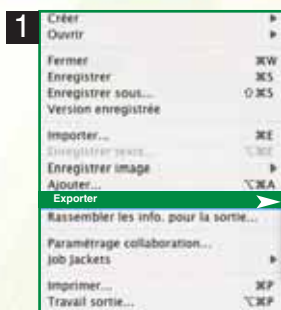 1
Créer
Ouvrir
Fermer ⌘W
Enregistrer ⌘S
Enregistrer sous... ⇧⌘S
Version enregistrée
Importer... ⌘E
Enregistrer texte... ⌥⌘E
Enregistrer image
Ajouter... ⌥⌘A
Exporter
Rassembler les info. pour la sortie...
Paramétrage collaboration...
Job Jackets
Imprimer... ⌘P
Travail sortie... ⌥⌘P